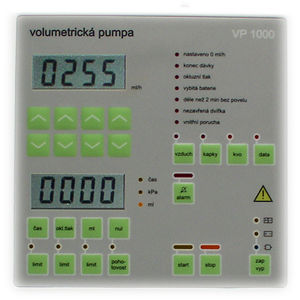 volumetrická pumpa
VP 1000
0255
ml/h
nastaveno 0 ml/h
konec dávky
okluzní tlak
vybitá baterie
déle než 2 min bez povelu
nezavřená dvířka
vnitřní porucha
vzduch
kapky
kvo
data
0000
čas
kPa
ml
alarm
čas
okl.tlak
ml
nul
limit
limit
limit
poho-
tovost
start
stop
zap
vyp